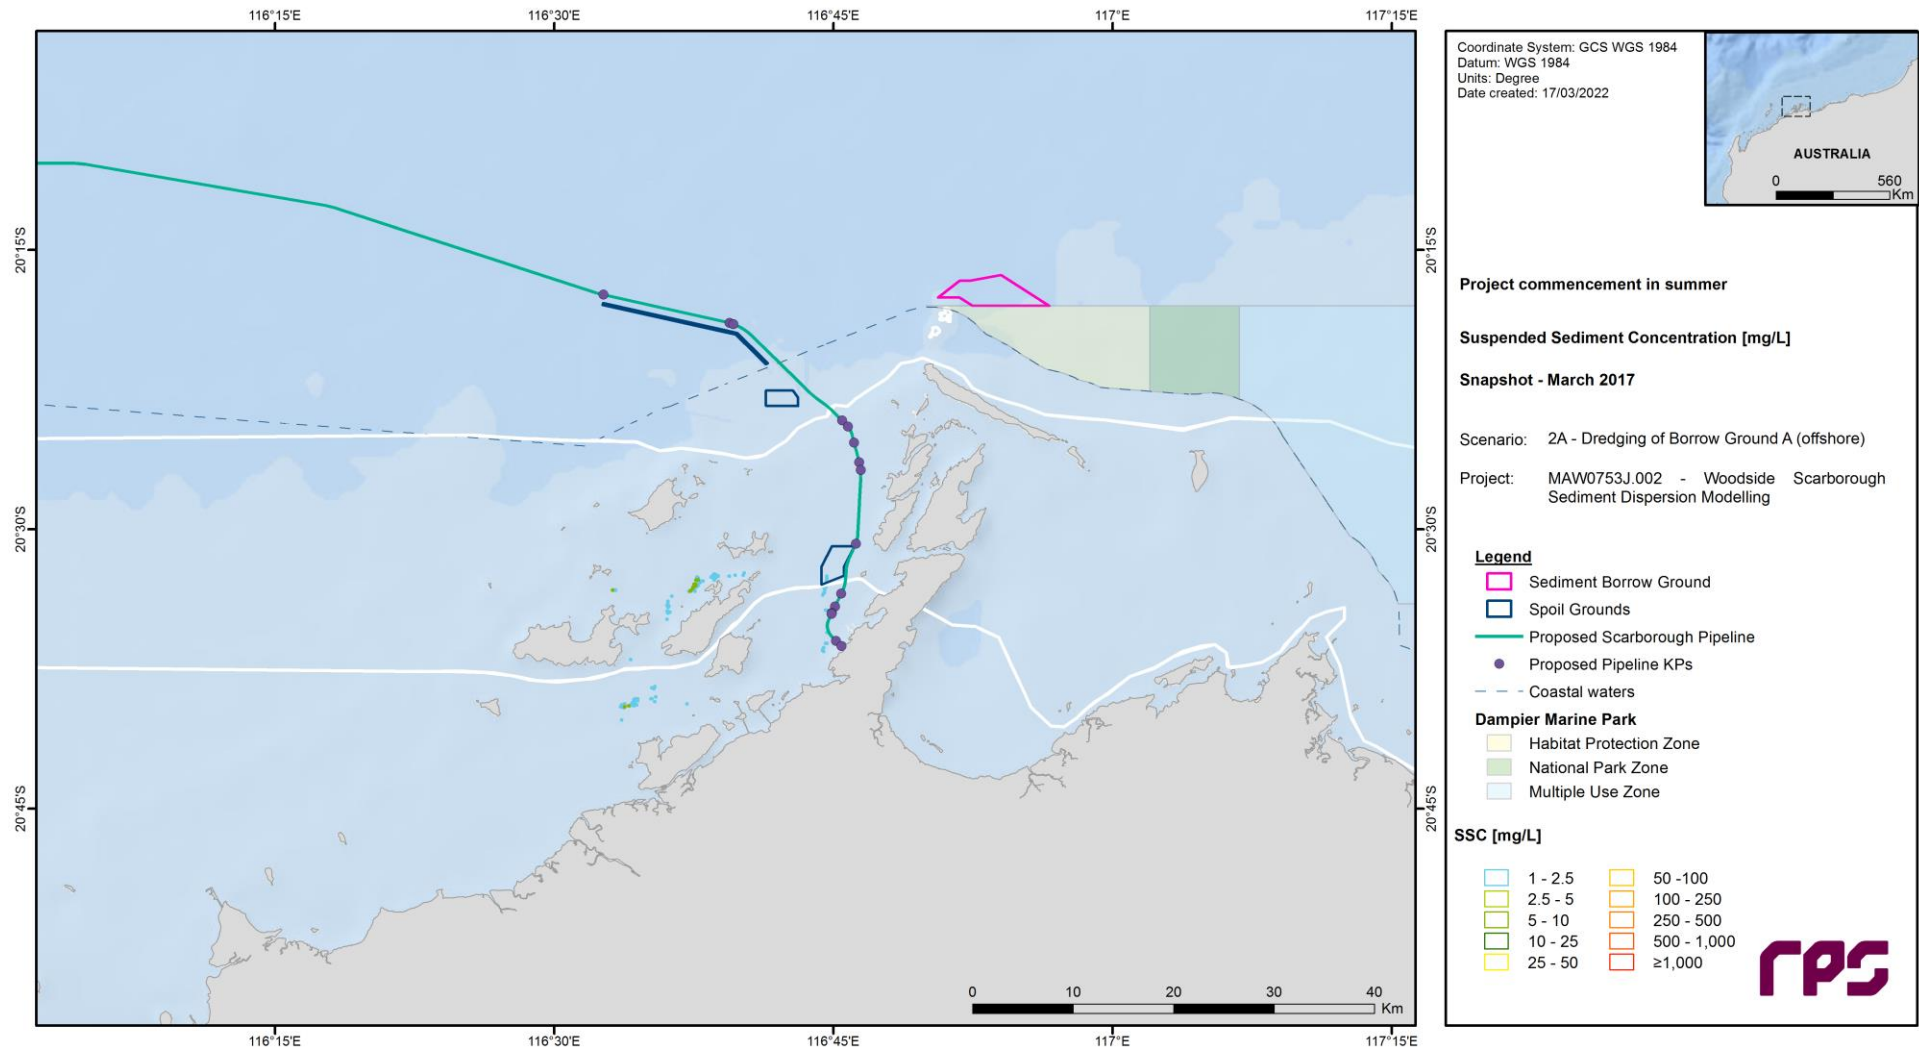 116°15'E
116°30'E
116°45'E
117°E
117°15'E
20°15'S
20°30'S
20°45'S
20°15'S
20°30'S
20°45'S
0 10 20 30 40
Km
116°15'E
116°30'E
116°45'E
117°E
117°15'E
Coordinate System: GCS WGS 1984
Datum: WGS 1984
Units: Degree
Date created: 17/03/2022
AUSTRALIA
0 560
Km
Project commencement in summer
Suspended Sediment Concentration [mg/L]
Snapshot - March 2017
Scenario: 2A - Dredging of Borrow Ground A (offshore)
Project: MAW0753J.002 - Woodside Scarborough
Sediment Dispersion Modelling
Legend
Sediment Borrow Ground
Spoil Grounds
Proposed Scarborough Pipeline
Proposed Pipeline KPs
Coastal waters
Dampier Marine Park
Habitat Protection Zone
National Park Zone
Multiple Use Zone
SSC [mg/L]
1 - 2.5
2.5 - 5
5 - 10
10 - 25
25 - 50
50 -100
100 - 250
250 - 500
500 - 1,000
≥1,000
rps